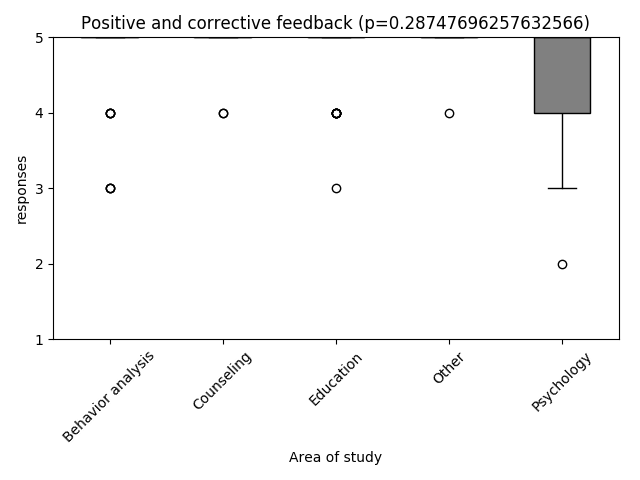 Positive and corrective feedback (p=0.28747696257632566)
5
4
3
2
1
responses
Behavior analysis
Counseling
Education
Other
Psychology
Area of study